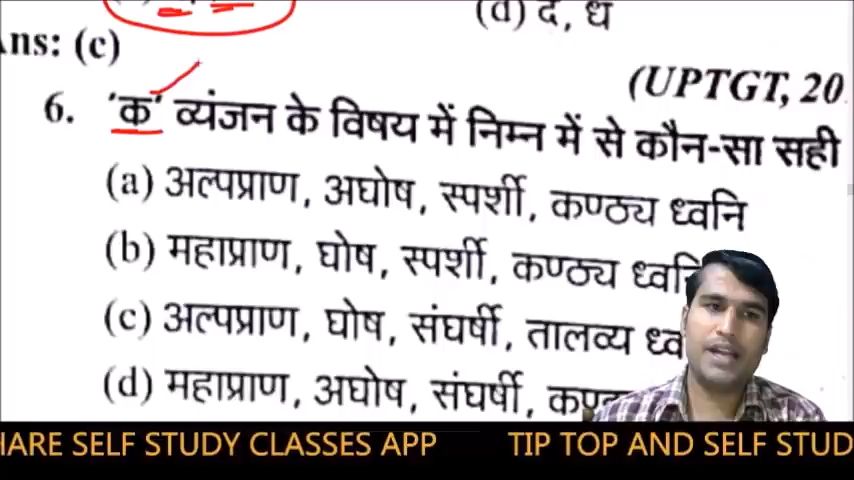 (d) द, ध
Ans: (c)
(UPTGT, 20
6. 'क' व्यंजन के विषय में निम्न में से कौन-सा सही
(a) अल्पप्राण, अघोष, स्पर्शी, कण्ठ्य ध्वनि
(b) महाप्राण, घोष, स्पर्शी, कण्ठ्य ध्वनि
(c) अल्पप्राण, घोष, संघर्षी, तालव्य
(d) महाप्राण, अघोष, संघर्षी,
HARE SELF STUDY CLASSES APP TIP TOP AND SELF STUD